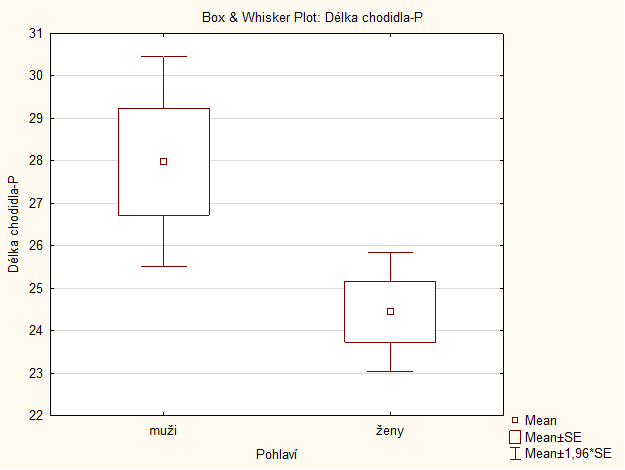 Box & Whisker Plot: Délka chodidla-P
31
30
29
28
27
26
25
24
23
22
Délka chodidla-P
muži
ženy
Pohlaví
Mean
Mean±SE
Mean±1,96*SE